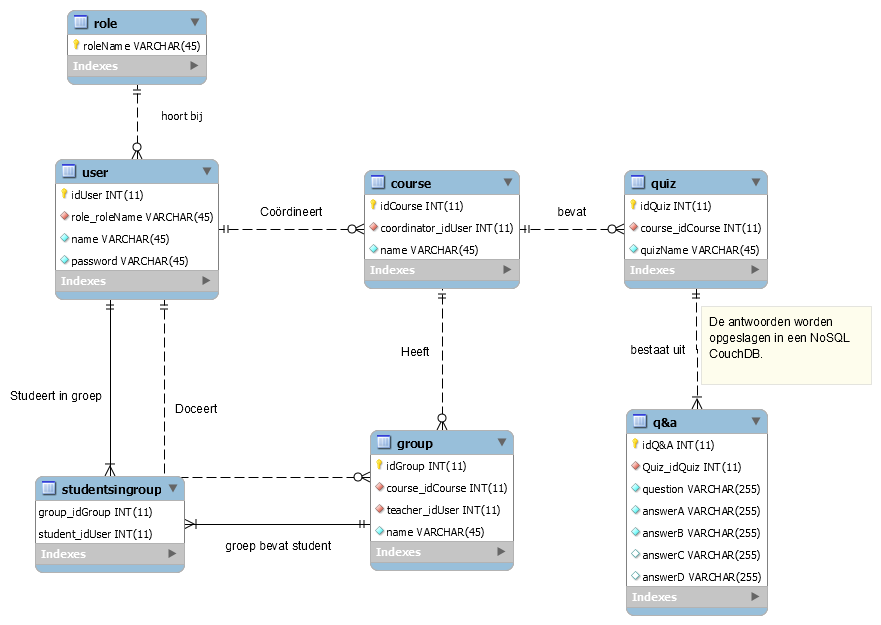 role
roleName VARCHAR(45)
Indexes
hoort bij
user
idUser INT(11)
role_roleName VARCHAR(45)
name VARCHAR(45)
password VARCHAR(45)
Indexes
Coördineert
course
idCourse INT(11)
coordinator_idUser INT(11)
name VARCHAR(45)
Indexes
bevat
quiz
idQuiz INT(11)
course_idCourse INT(11)
quizName VARCHAR(45)
Indexes
De antwoorden worden
opgeslagen in een NoSQL
CouchDB.
bestaat uit
Heeft
Studeert in groep
Doceert
studentsingroup
group_idGroup INT(11)
student_idUser INT(11)
Indexes
groep bevat student
group
idGroup INT(11)
course_idCourse INT(11)
teacher_idUser INT(11)
name VARCHAR(45)
Indexes
q&a
idQ&A INT(11)
Quiz_idQuiz INT(11)
question VARCHAR(255)
answerA VARCHAR(255)
answerB VARCHAR(255)
answerC VARCHAR(255)
answerD VARCHAR(255)
Indexes